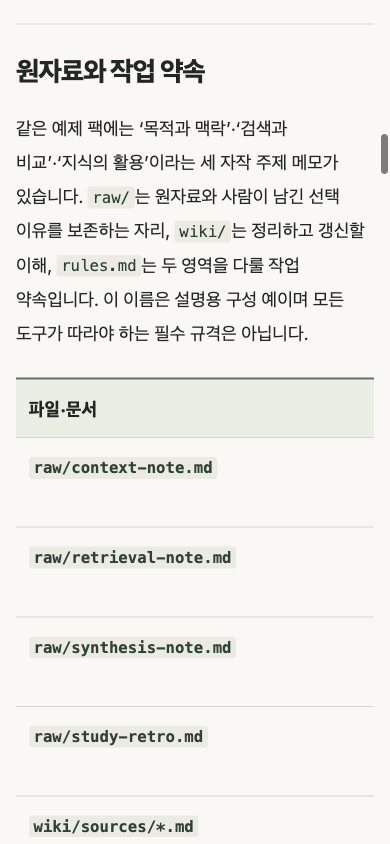 원자료와 작업 약속
같은 예제 팩에는 ‘목적과 맥락’·‘검색과
비교’·‘지식의 활용’이라는 세 자작 주제 메모가
있습니다. raw/ 는 원자료와 사람이 남긴 선택
이유를 보존하는 자리, wiki/ 는 정리하고 갱신할
이해, rules.md 는 두 영역을 다룰 작업
약속입니다. 이 이름은 설명용 구성 예이며 모든
도구가 따라야 하는 필수 규격은 아닙니다.
파일·문서
raw/context-note.md
raw/retrieval-note.md
raw/synthesis-note.md
raw/study-retro.md
wiki/sources/*.md